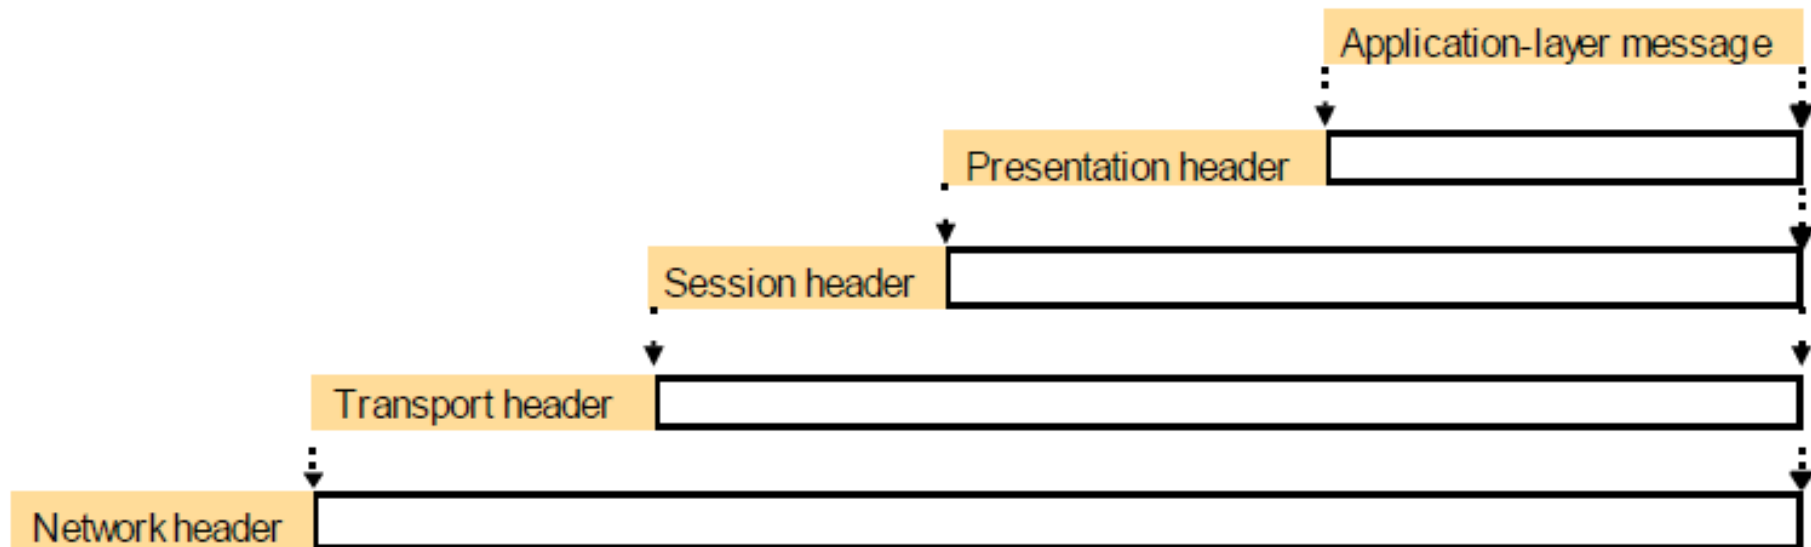 Application-layer message
Presentation header
Session header
Transport header
Network header